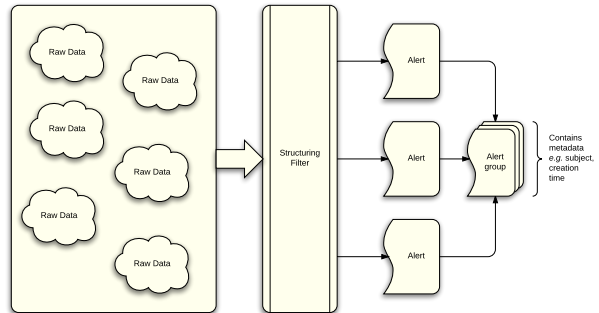 Raw Data
Raw Data
Raw Data
Raw Data
Raw Data
Raw Data
Structuring
Filter
Alert
Alert
Alert
Alert
group
Contains
metadata
e.g. subject,
creation
time